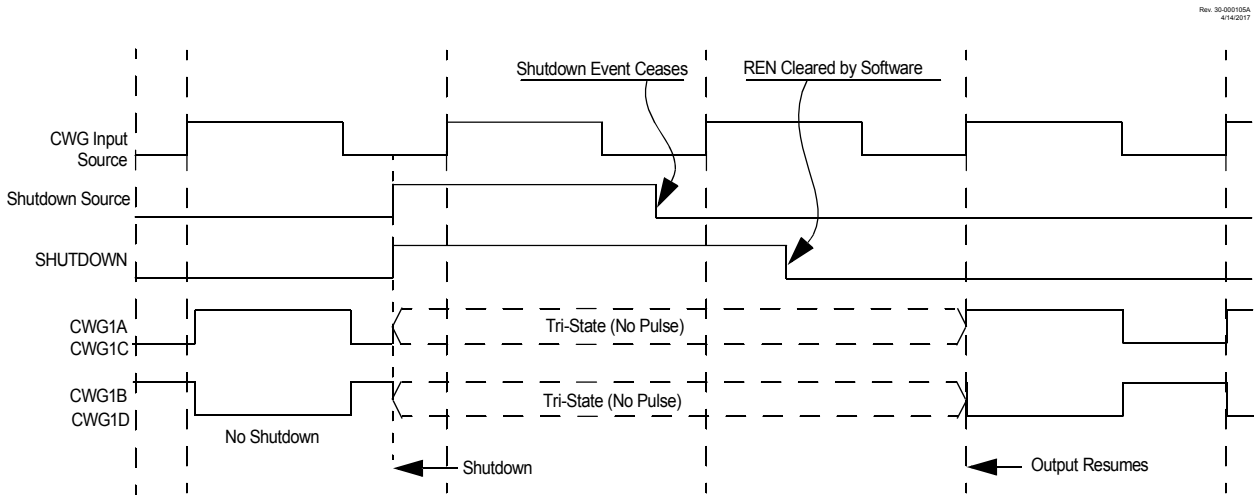 Rev. 30-000105A
4/14/2017
Shutdown Event Ceases
REN Cleared by Software
CWG Input
Source
Shutdown Source
SHUTDOWN
CWG1A
CWG1C
Tri-State (No Pulse)
CWG1B
CWG1D
Tri-State (No Pulse)
No Shutdown
Shutdown
Output Resumes